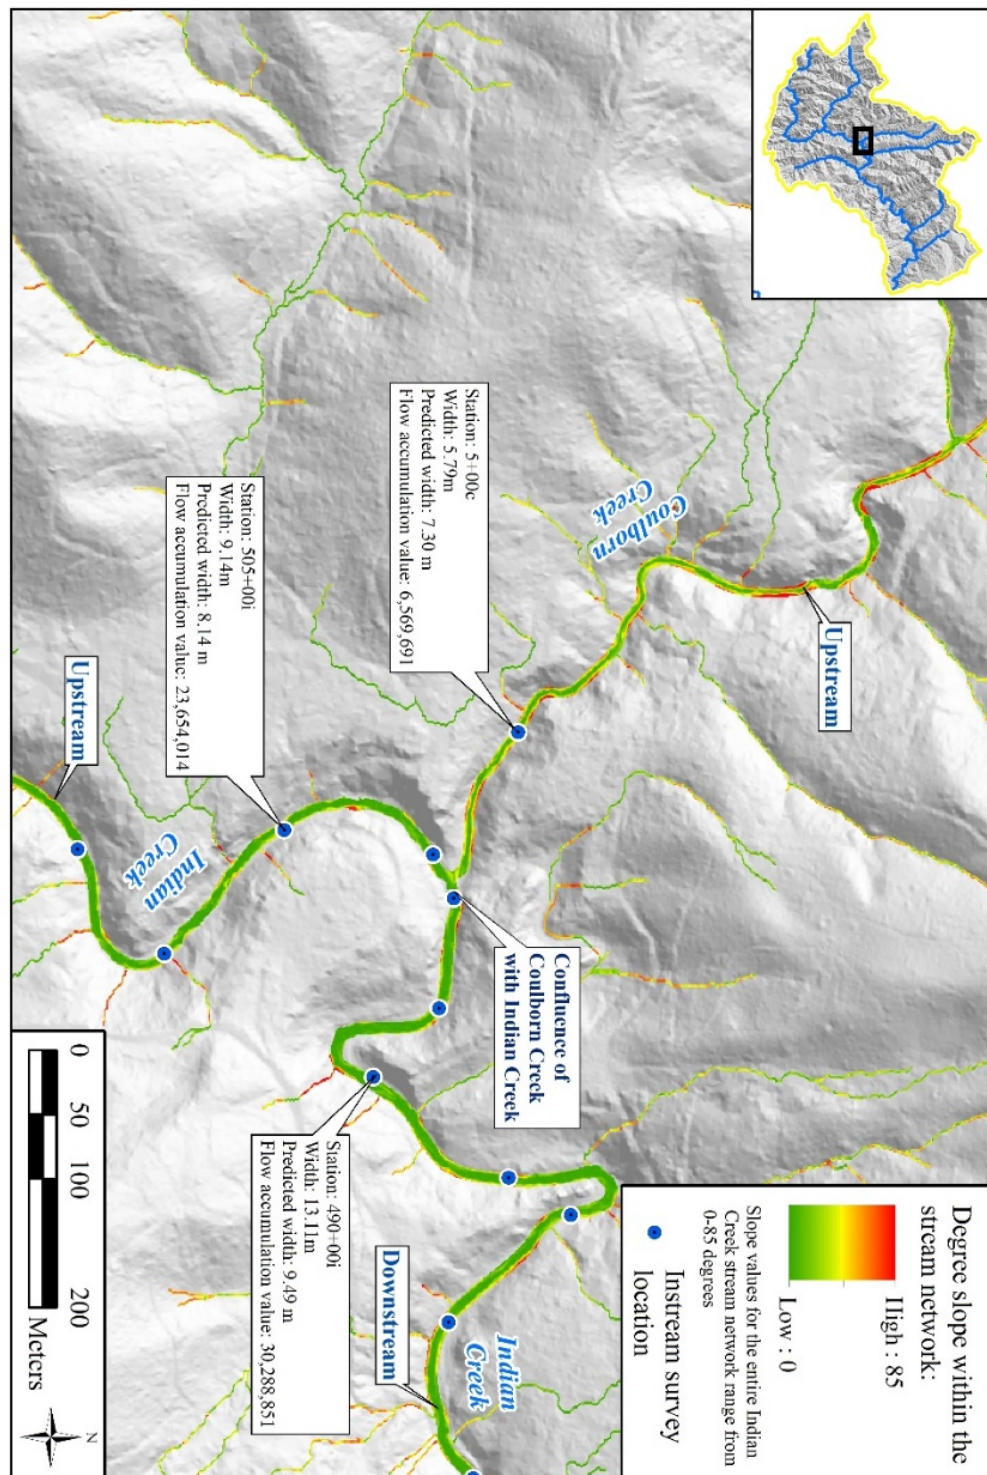 Degree slope within the
stream network:
High : 85
Low : 0
Slope values for the entire Indian
Creek stream network range from
0-85 degrees
Instream survey
location
Upstream
Coulborn
Creek
Station: 5+00c
Width: 5.79m
Predicted width: 7.30 m
Flow accumulation value: 6,569,691
Confluence of
Coulborn Creek
with Indian Creek
Indian
Creek
Station: 505+00i
Width: 9.14m
Predicted width: 8.14 m
Flow accumulation value: 23,654,014
Downstream
Station: 490+00i
Width: 13.11m
Predicted width: 9.49 m
Flow accumulation value: 30,288,851
Indian
Creek
Upstream
0 50 100 200
Meters
N